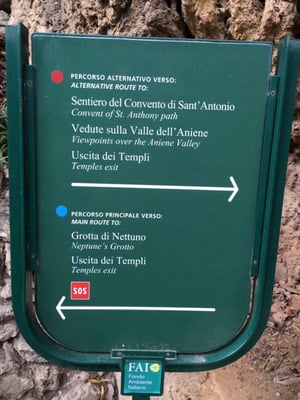 PERCORSO ALTERNATIVO VERSO:
ALTERNATIVE ROUTE TO:
Sentiero del Convento di Sant'Antonio
Convent of St. Anthony path
Vedute sulla Valle dell'Aniene
Viewpoints over the Aniene Valley
Uscita dei Templi
Temples exit
PERCORSO PRINCIPALE VERSO:
MAIN ROUTE TO:
Grotta di Nettuno
Neptune's Grotto
Uscita dei Templi
Temples exit
SOS
FAI
Fondo
Ambiente
Italiano